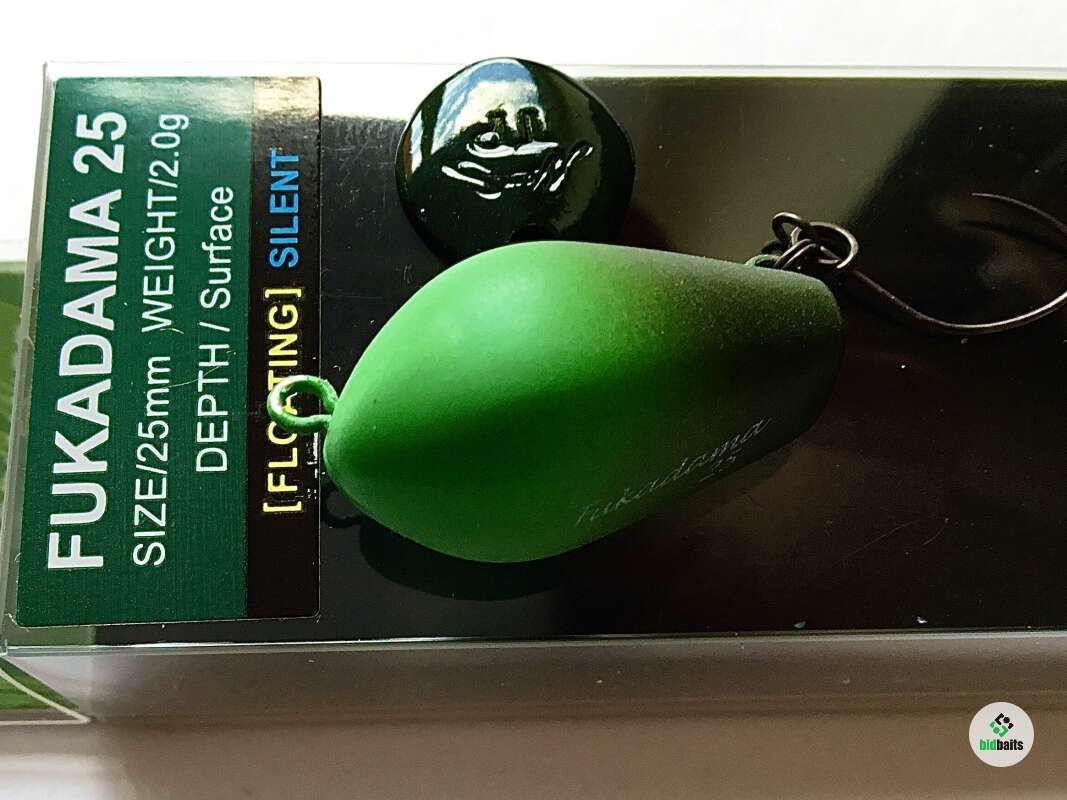 FUKADAMA 25
SIZE/25mm WEIGHT/2.0g
DEPTH / Surface
[FLOATING] SILENT
Fukadama
25
bidbaits